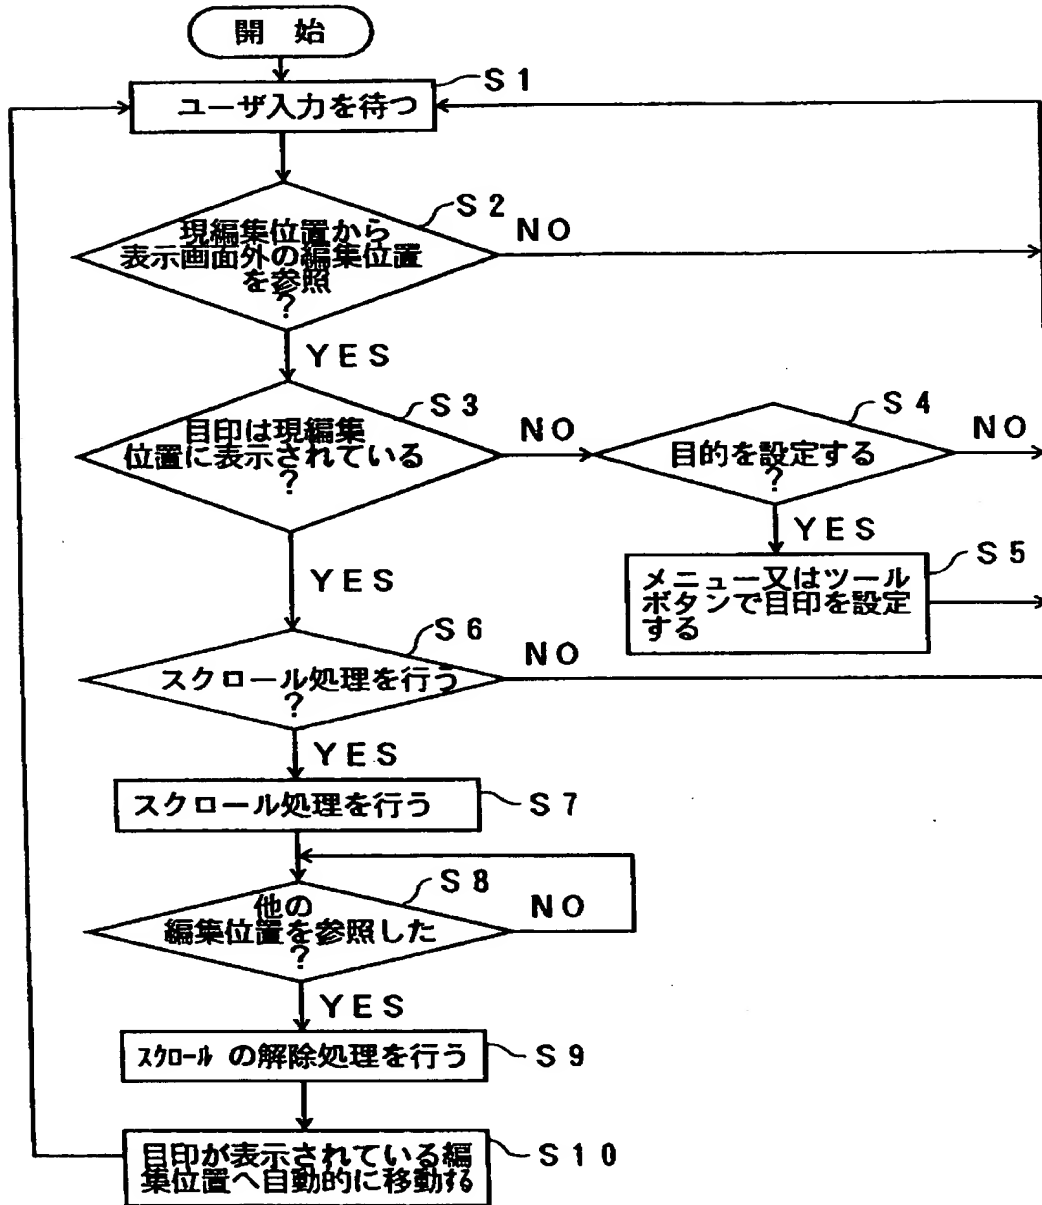 開 始
S1
ユーザ入力を待つ
S2
現編集位置から
表示画面外の編集位置
を参照
?
NO
YES
S3
目印は現編集
位置に表示されている
?
NO
S4
目的を設定する
?
NO
YES
YES
S5
メニュー又はツール
ボタンで目印を設定
する
S6
スクロール処理を行う
?
NO
YES
スクロール処理を行う
S7
S8
他の
編集位置を参照した
?
NO
YES
スクロール の解除処理を行う
S9
目印が表示されている編
集位置へ自動的に移動する
S10